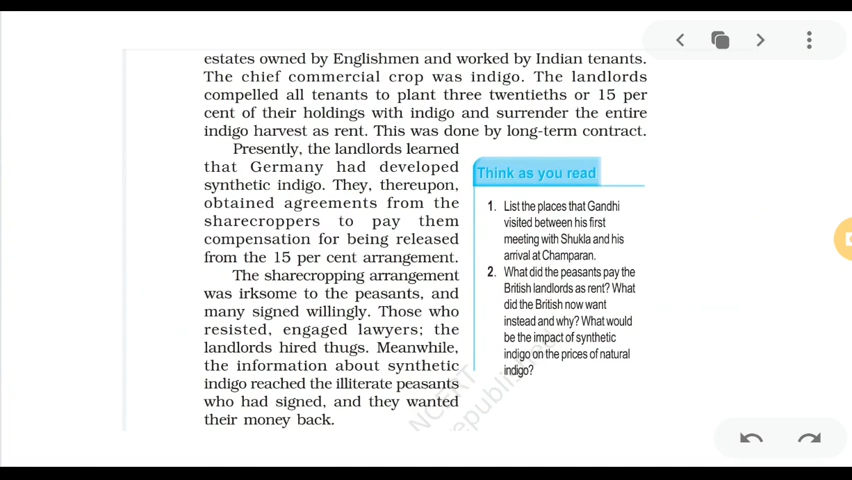 estates owned by Englishmen and worked by Indian tenants.
The chief commercial crop was indigo. The landlords
compelled all tenants to plant three twentieths or 15 per
cent of their holdings with indigo and surrender the entire
indigo harvest as rent. This was done by long-term contract.
Presently, the landlords learned
that Germany had developed
synthetic indigo. They, thereupon,
obtained agreements from the
sharecroppers to pay them
compensation for being released
from the 15 per cent arrangement.
The sharecropping arrangement
was irksome to the peasants, and
many signed willingly. Those who
resisted, engaged lawyers; the
landlords hired thugs. Meanwhile,
the information about synthetic
indigo reached the illiterate peasants
who had signed, and they wanted
their money back.
Think as you read
1. List the places that Gandhi
visited between his first
meeting with Shukla and his
arrival at Champaran.
2. What did the peasants pay the
British landlords as rent? What
did the British now want
instead and why? What would
be the impact of synthetic
indigo on the prices of natural
indigo?
NCERT